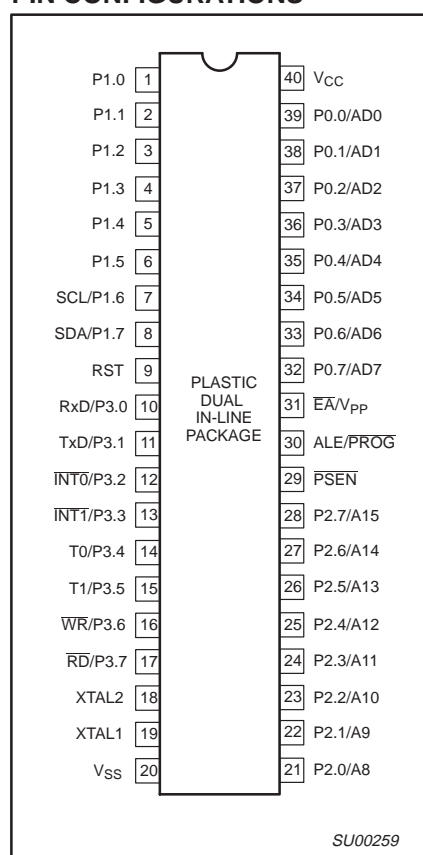 PIN CONFIGURATIONS
P1.0 1
P1.1 2
P1.2 3
P1.3 4
P1.4 5
P1.5 6
SCL/P1.6 7
SDA/P1.7 8
RST 9
RxD/P3.0 10
TxD/P3.1 11
INT0/P3.2 12
INT1/P3.3 13
T0/P3.4 14
T1/P3.5 15
WR/P3.6 16
RD/P3.7 17
XTAL2 18
XTAL1 19
VSS 20
PLASTIC
DUAL
IN-LINE
PACKAGE
40 VCC
39 P0.0/AD0
38 P0.1/AD1
37 P0.2/AD2
36 P0.3/AD3
35 P0.4/AD4
34 P0.5/AD5
33 P0.6/AD6
32 P0.7/AD7
31 EA/VPP
30 ALE/PROG
29 PSEN
28 P2.7/A15
27 P2.6/A14
26 P2.5/A13
25 P2.4/A12
24 P2.3/A11
23 P2.2/A10
22 P2.1/A9
21 P2.0/A8
SU00259